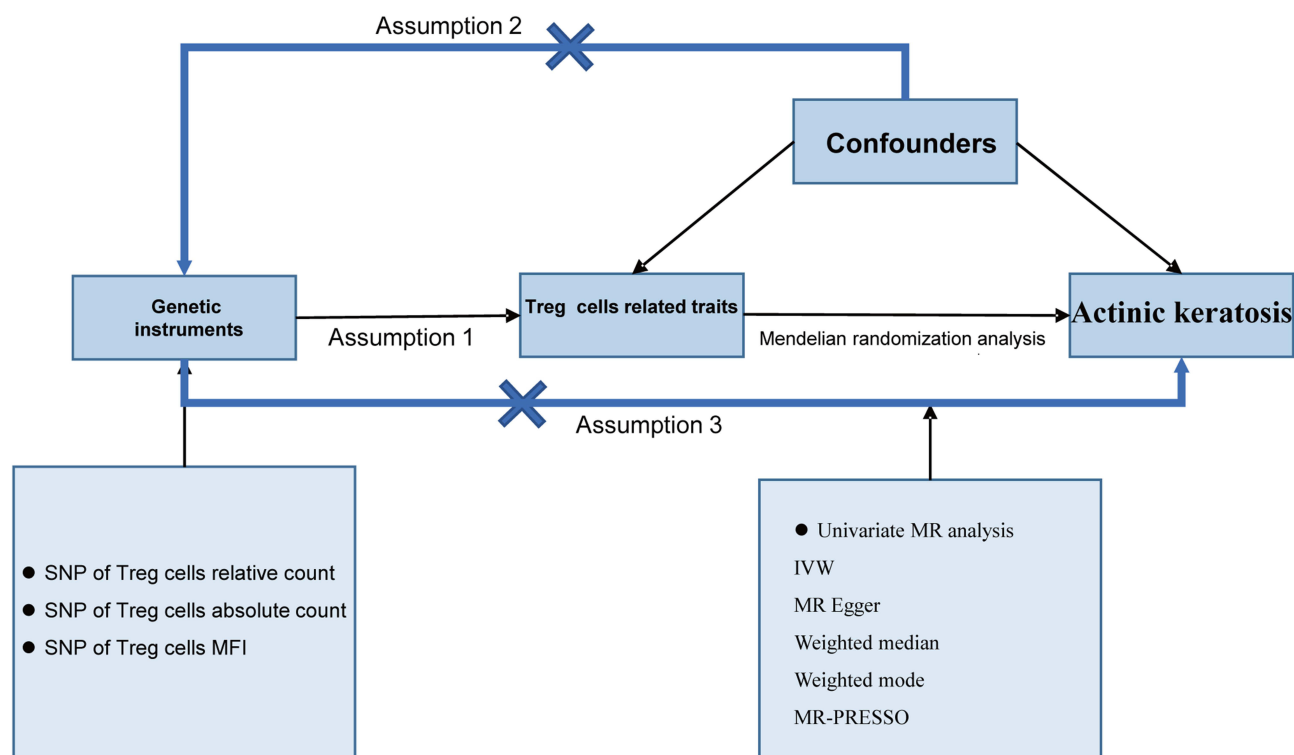 Assumption 2
Confounders
Genetic
instruments
Assumption 1
Treg cells related traits
Mendelian randomization analysis
Actinic keratosis
Assumption 3
● SNP of Treg cells relative count
● SNP of Treg cells absolute count
● SNP of Treg cells MFI
● Univariate MR analysis
IVW
MR Egger
Weighted median
Weighted mode
MR-PRESSO